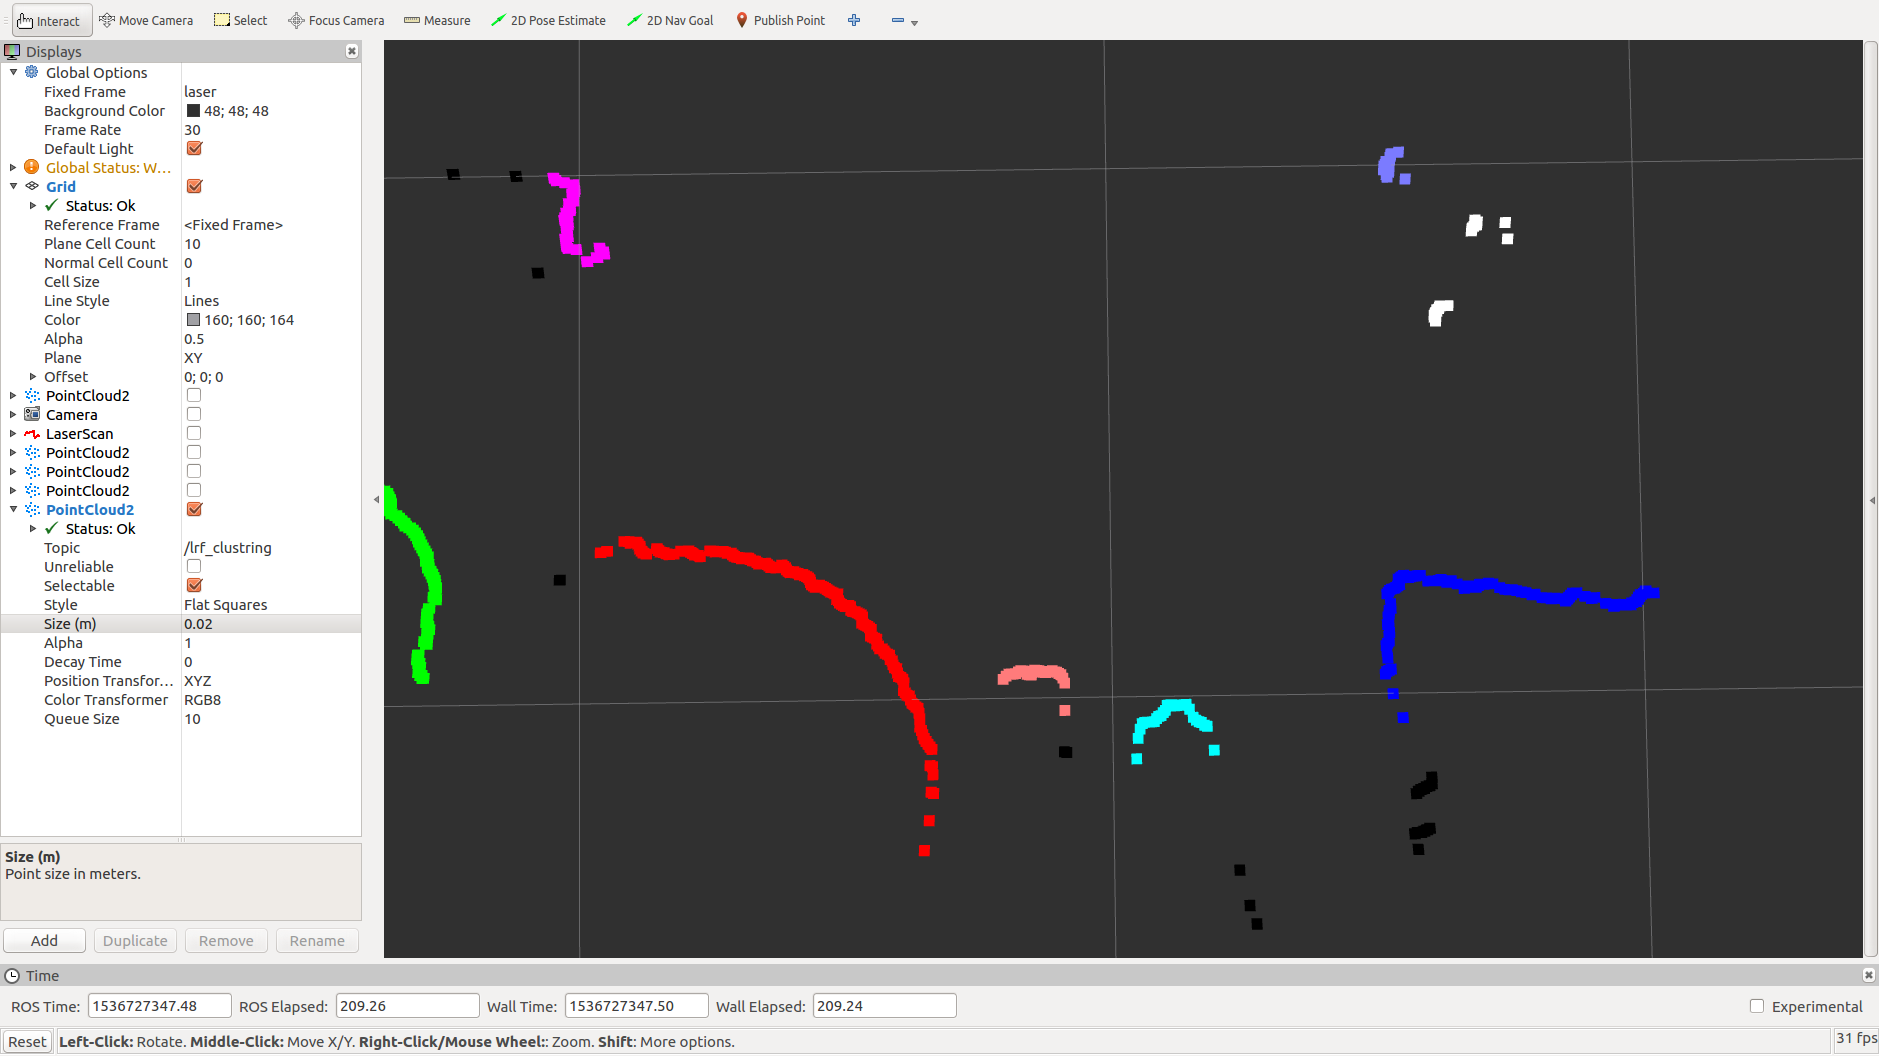 Interact Move Camera Select Focus Camera Measure 2D Pose Estimate 2D Nav Goal Publish Point
Displays
Global Options
Fixed Frame laser
Background Color 48; 48; 48
Frame Rate 30
Default Light
Global Status: W...
Grid
Status: Ok
Reference Frame <Fixed Frame>
Plane Cell Count 10
Normal Cell Count 0
Cell Size 1
Line Style Lines
Color 160; 160; 164
Alpha 0.5
Plane XY
Offset 0; 0; 0
PointCloud2
Camera
LaserScan
PointCloud2
PointCloud2
PointCloud2
PointCloud2
Status: Ok
Topic /lrf_clustring
Unreliable
Selectable
Style Flat Squares
Size (m) 0.02
Alpha 1
Decay Time 0
Position Transfor... XYZ
Color Transformer RGB8
Queue Size 10
Size (m)
Point size in meters.
Add Duplicate Remove Rename
Time
ROS Time: 1536727347.48 ROS Elapsed: 209.26 Wall Time: 1536727347.50 Wall Elapsed: 209.24 Experimental
Reset Left-Click: Rotate. Middle-Click: Move X/Y. Right-Click/Mouse Wheel:: Zoom. Shift: More options. 31 fps